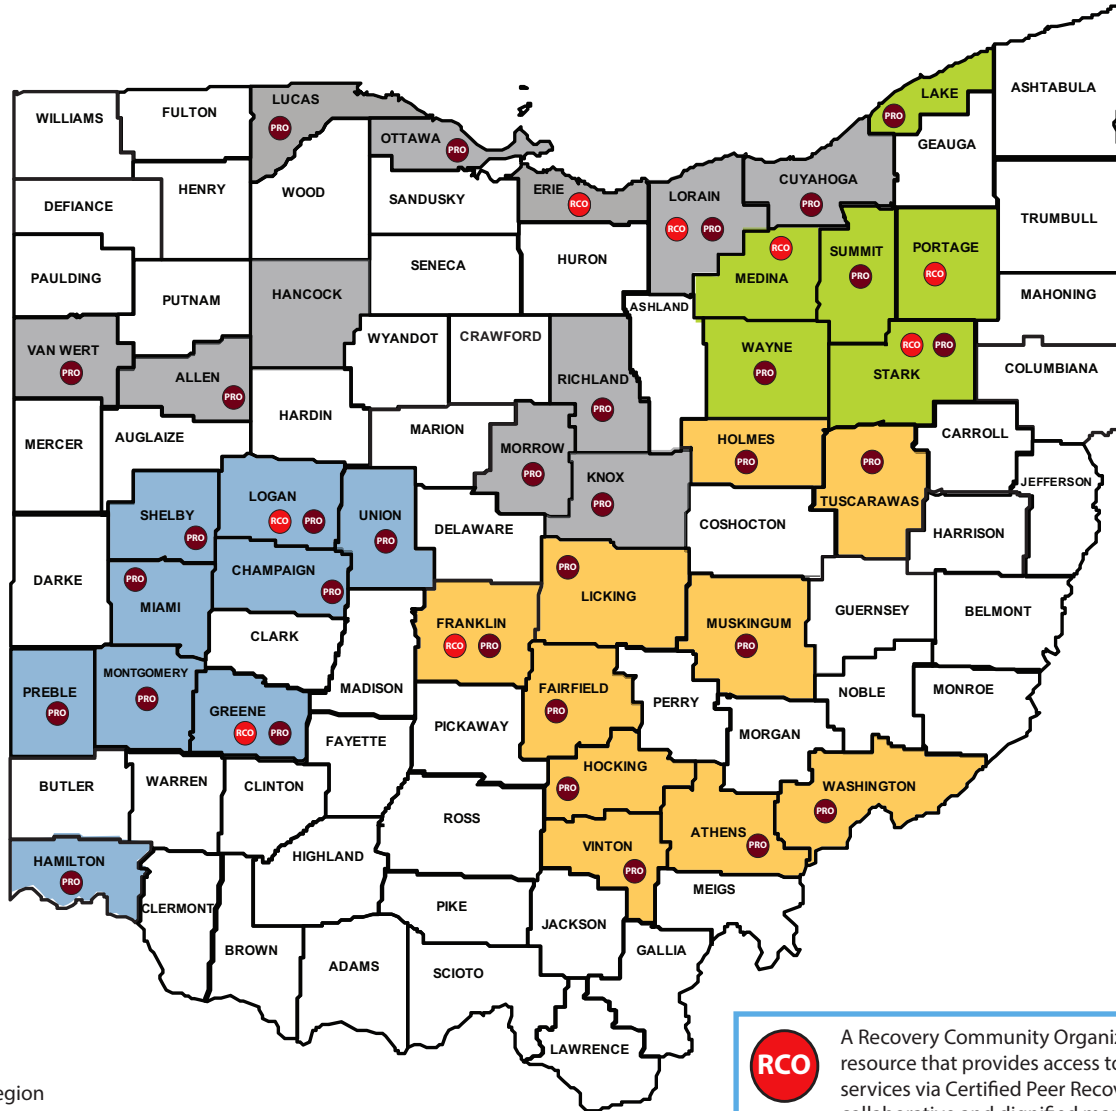 LAKE
ASHTABULA
PRO
GEAUGA
WILLIAMS
FULTON
LUCAS
PRO
OTTAWA
PRO
CUYAHOGA
PRO
HENRY
WOOD
SANDUSKY
ERIE
RCO
LORAIN
RCO
PRO
DEFIANCE
TRUMBULL
PAULDING
PUTNAM
HANCOCK
SENECA
HURON
RCO
MEDINA
SUMMIT
PRO
PORTAGE
RCO
MAHONING
ASHLAND
VAN WERT
PRO
ALLEN
PRO
WYANDOT
CRAWFORD
RICHLAND
PRO
WAYNE
PRO
RCO
PRO
STARK
COLUMBIANA
HARDIN
MERCER
AUGLAIZE
MARION
MORROW
PRO
KNOX
PRO
HOLMES
PRO
PRO
TUSCARAWAS
CARROLL
JEFFERSON
SHELBY
PRO
LOGAN
RCO
PRO
UNION
PRO
DELAWARE
COSHOCTON
HARRISON
DARKE
PRO
MIAMI
CHAMPAIGN
PRO
PRO
LICKING
GUERNSEY
BELMONT
CLARK
FRANKLIN
RCO
PRO
MUSKINGUM
PRO
PREBLE
PRO
MONTGOMERY
PRO
GREENE
RCO
PRO
MADISON
FAIRFIELD
PRO
PERRY
NOBLE
MONROE
FAYETTE
PICKAWAY
MORGAN
BUTLER
WARREN
CLINTON
HOCKING
PRO
WASHINGTON
PRO
ROSS
ATHENS
PRO
HAMILTON
PRO
HIGHLAND
VINTON
PRO
MEIGS
CLERMONT
PIKE
JACKSON
BROWN
ADAMS
SCIOTO
GALLIA
LAWRENCE
egion
RCO
A Recovery Community Organiz
resource that provides access to
services via Certified Peer Recov